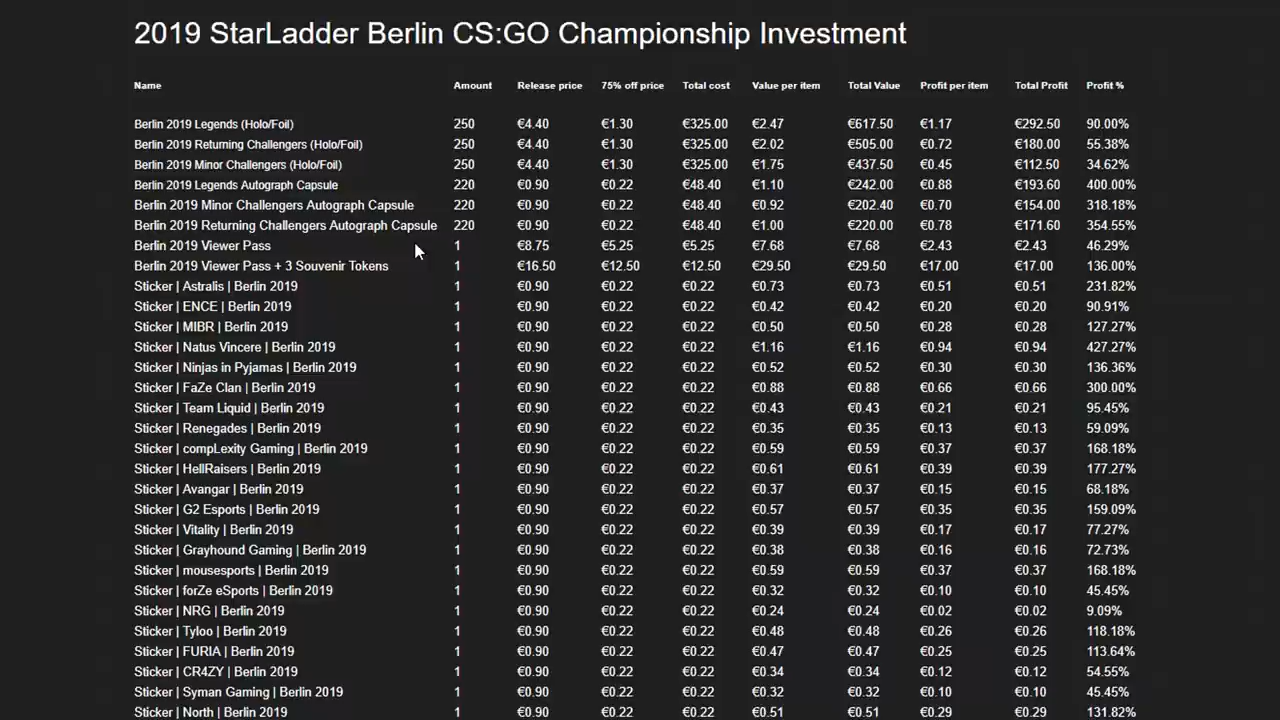 2019 StarLadder Berlin CS:GO Championship Investment
Name Amount Release price 75% off price Total cost Value per item Total Value Profit per item Total Profit Profit %
Berlin 2019 Legends (Holo/Foil) 250 €4.40 €1.30 €325.00 €2.47 €617.50 €1.17 €292.50 90.00%
Berlin 2019 Returning Challengers (Holo/Foil) 250 €4.40 €1.30 €325.00 €2.02 €505.00 €0.72 €180.00 55.38%
Berlin 2019 Minor Challengers (Holo/Foil) 250 €4.40 €1.30 €325.00 €1.75 €437.50 €0.45 €112.50 34.62%
Berlin 2019 Legends Autograph Capsule 220 €0.90 €0.22 €48.40 €1.10 €242.00 €0.88 €193.60 400.00%
Berlin 2019 Minor Challengers Autograph Capsule 220 €0.90 €0.22 €48.40 €0.92 €202.40 €0.70 €154.00 318.18%
Berlin 2019 Returning Challengers Autograph Capsule 220 €0.90 €0.22 €48.40 €1.00 €220.00 €0.78 €171.60 354.55%
Berlin 2019 Viewer Pass 1 €8.75 €5.25 €5.25 €7.68 €7.68 €2.43 €2.43 46.29%
Berlin 2019 Viewer Pass + 3 Souvenir Tokens 1 €16.50 €12.50 €12.50 €29.50 €29.50 €17.00 €17.00 136.00%
Sticker | Astralis | Berlin 2019 1 €0.90 €0.22 €0.22 €0.73 €0.73 €0.51 €0.51 231.82%
Sticker | ENCE | Berlin 2019 1 €0.90 €0.22 €0.22 €0.42 €0.42 €0.20 €0.20 90.91%
Sticker | MIBR | Berlin 2019 1 €0.90 €0.22 €0.22 €0.50 €0.50 €0.28 €0.28 127.27%
Sticker | Natus Vincere | Berlin 2019 1 €0.90 €0.22 €0.22 €1.16 €1.16 €0.94 €0.94 427.27%
Sticker | Ninjas in Pyjamas | Berlin 2019 1 €0.90 €0.22 €0.22 €0.52 €0.52 €0.30 €0.30 136.36%
Sticker | FaZe Clan | Berlin 2019 1 €0.90 €0.22 €0.22 €0.88 €0.88 €0.66 €0.66 300.00%
Sticker | Team Liquid | Berlin 2019 1 €0.90 €0.22 €0.22 €0.43 €0.43 €0.21 €0.21 95.45%
Sticker | Renegades | Berlin 2019 1 €0.90 €0.22 €0.22 €0.35 €0.35 €0.13 €0.13 59.09%
Sticker | compLexity Gaming | Berlin 2019 1 €0.90 €0.22 €0.22 €0.59 €0.59 €0.37 €0.37 168.18%
Sticker | HellRaisers | Berlin 2019 1 €0.90 €0.22 €0.22 €0.61 €0.61 €0.39 €0.39 177.27%
Sticker | Avangar | Berlin 2019 1 €0.90 €0.22 €0.22 €0.37 €0.37 €0.15 €0.15 68.18%
Sticker | G2 Esports | Berlin 2019 1 €0.90 €0.22 €0.22 €0.57 €0.57 €0.35 €0.35 159.09%
Sticker | Vitality | Berlin 2019 1 €0.90 €0.22 €0.22 €0.39 €0.39 €0.17 €0.17 77.27%
Sticker | Grayhound Gaming | Berlin 2019 1 €0.90 €0.22 €0.22 €0.38 €0.38 €0.16 €0.16 72.73%
Sticker | mousesports | Berlin 2019 1 €0.90 €0.22 €0.22 €0.59 €0.59 €0.37 €0.37 168.18%
Sticker | forZe eSports | Berlin 2019 1 €0.90 €0.22 €0.22 €0.32 €0.32 €0.10 €0.10 45.45%
Sticker | NRG | Berlin 2019 1 €0.90 €0.22 €0.22 €0.24 €0.24 €0.02 €0.02 9.09%
Sticker | Tyloo | Berlin 2019 1 €0.90 €0.22 €0.22 €0.48 €0.48 €0.26 €0.26 118.18%
Sticker | FURIA | Berlin 2019 1 €0.90 €0.22 €0.22 €0.47 €0.47 €0.25 €0.25 113.64%
Sticker | CR4ZY | Berlin 2019 1 €0.90 €0.22 €0.22 €0.34 €0.34 €0.12 €0.12 54.55%
Sticker | Syman Gaming | Berlin 2019 1 €0.90 €0.22 €0.22 €0.32 €0.32 €0.10 €0.10 45.45%
Sticker | North | Berlin 2019 1 €0.90 €0.22 €0.22 €0.51 €0.51 €0.29 €0.29 131.82%